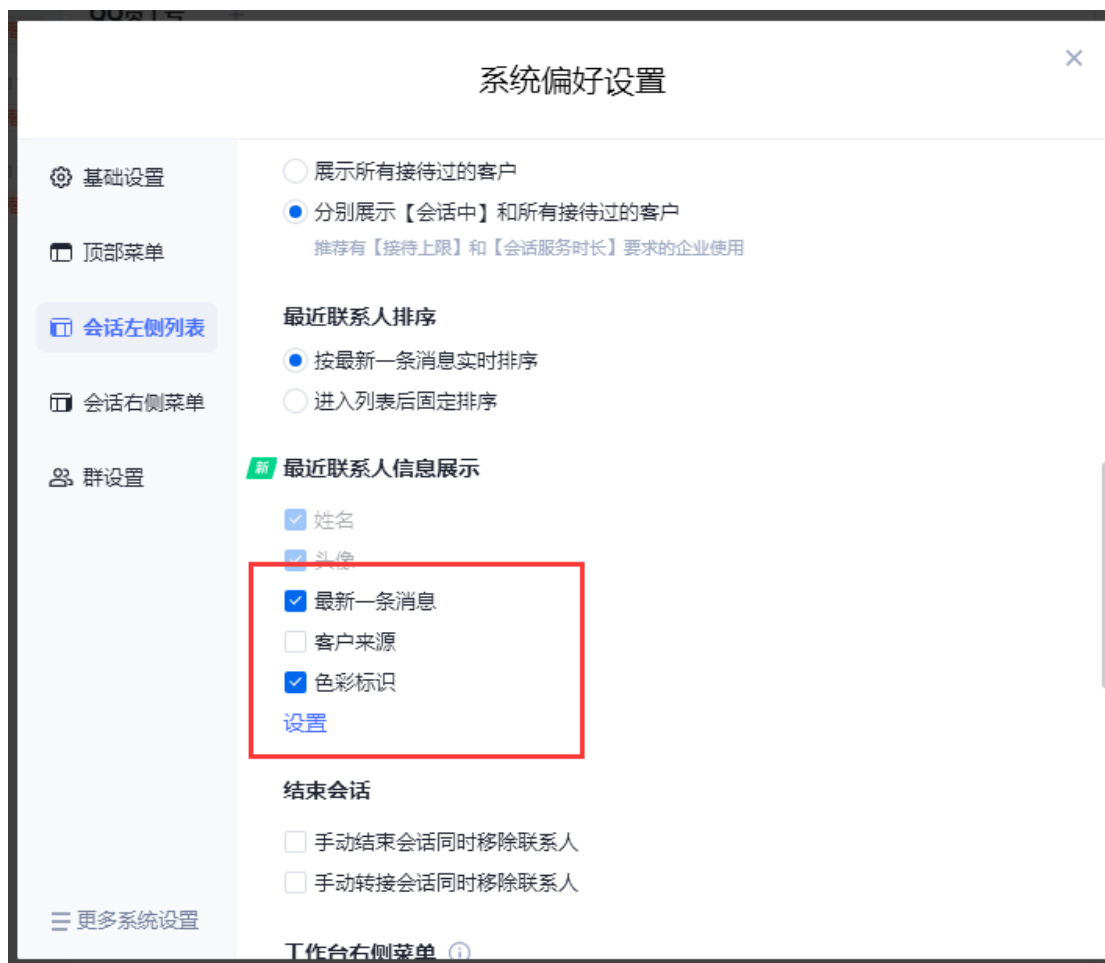 系统偏好设置
基础设置
顶部菜单
会话左侧列表
会话右侧菜单
群设置
更多系统设置
展示所有接待过的客户
分别展示【会话中】和所有接待过的客户
推荐有【接待上限】和【会话服务时长】要求的企业使用
最近联系人排序
按最新一条消息实时排序
进入列表后固定排序
新 最近联系人信息展示
姓名
头像
最新一条消息
客户来源
色彩标识
设置
结束会话
手动结束会话同时移除联系人
手动转接会话同时移除联系人
工作台右侧菜单